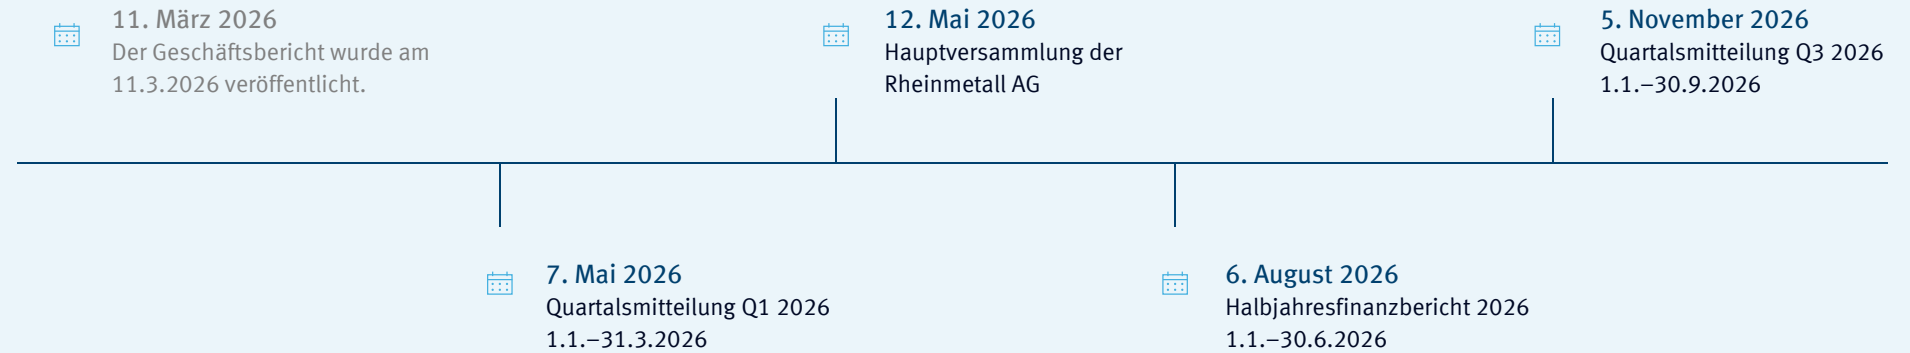 11. März 2026
Der Geschäftsbericht wurde am
11.3.2026 veröffentlicht.
7. Mai 2026
Quartalsmitteilung Q1 2026
1.1.–31.3.2026
12. Mai 2026
Hauptversammlung der
Rheinmetall AG
6. August 2026
Halbjahresfinanzbericht 2026
1.1.–30.6.2026
5. November 2026
Quartalsmitteilung Q3 2026
1.1.–30.9.2026